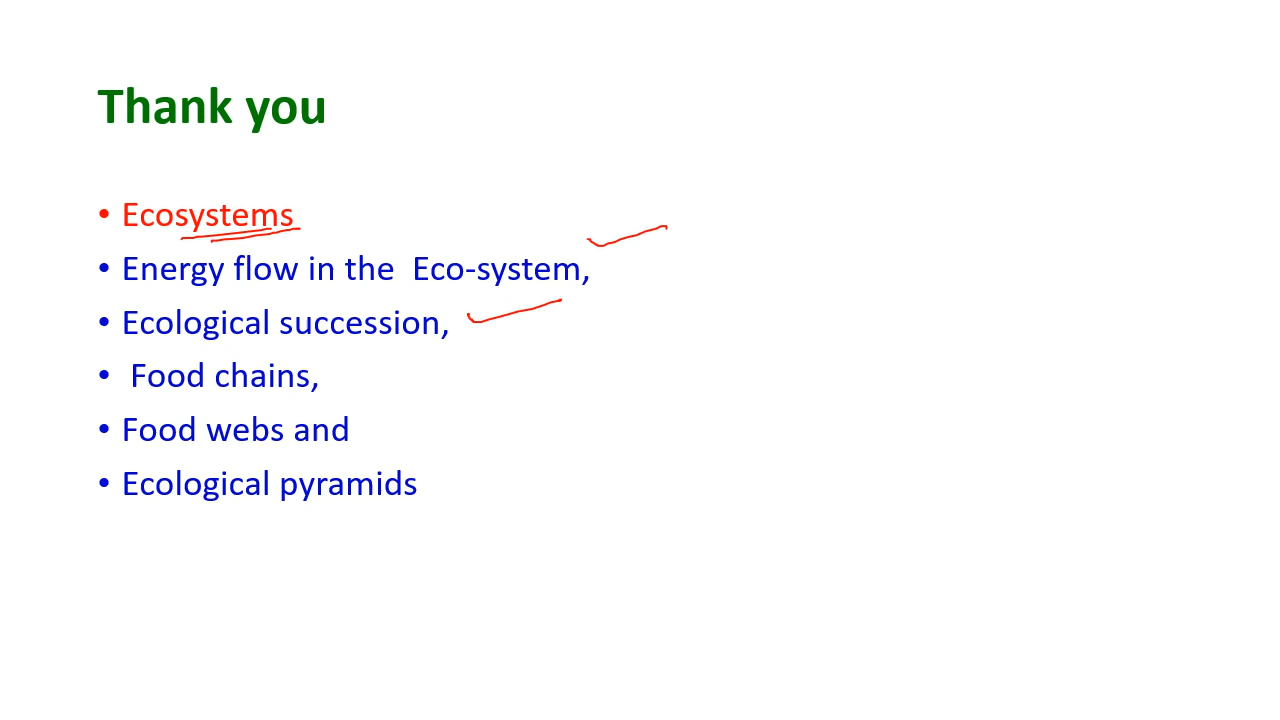 Thank you
• Ecosystems
• Energy flow in the Eco-system,
• Ecological succession,
• Food chains,
• Food webs and
• Ecological pyramids